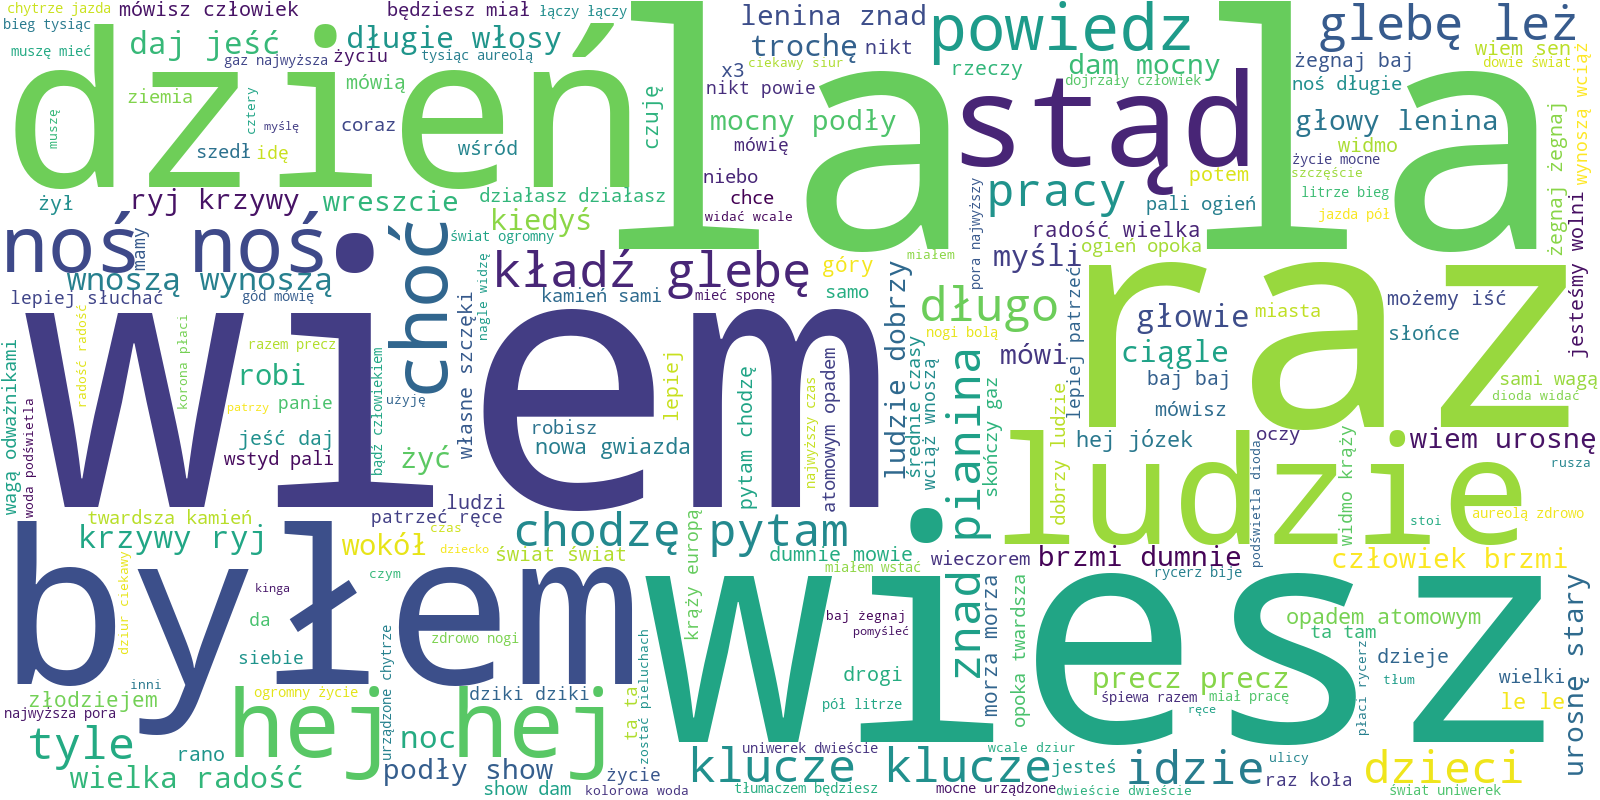 chytrze jazda
mówisz człowiek
będziesz miał
łączy łączy
lenina znad
powiedz
glebę leż
bieg tysiąc
daj jeść
długie włosy
trochę
nikt
wiem sen
muszę mieć
gaz najwyższa
życiu
tysiąc aureolą
x3
ciekawy siur
rzeczy
dam mocny
żegnaj baj
dowie świat
wynoszą wciąż
dzień
la la
ziemia
mówią
nikt powie
dojrzały człowiek
noś długie
stąd
muszę
cztery
myślę
coraz
czuję
mocny podły
głowy lenina
szedł
idę
wśród
mówię
widmo
życie mocne
szczęście
żegnaj żegnaj
żył
ryj krzywy
wreszcie
działasz działasz
niebo
chce
pora najwyższy
pracy
potem
litrze bieg
kiedyś
widać wcale
pali ogień
jazda pół
noś noś
mamy
choć
świat ogromny
radość wielka
ogień opoka
jesteśmy wolni
wnoszą wynoszą
nagle widzę
kładź glebę
góry
miałem
myśli
lepiej słuchać
gód mówię
kamień sami
mieć sponę
samo
ludzie dobrzy
długo
raz
lepiej patrzeć
możemy iść
wiem
radość radość
korona płaci
razem precz
własne szczęki
nogi bolą
głowie
miasta
słońce
wagą odważnikami
robi
bądź człowiekiem
lepiej
atomowym opadem
średnie czasy
mówi
ciągle
woda podświetla
patrzy
panie
użyję
najwyższy czas
wciąż wnoszą
znad pianina
skończy gaz
baj baj
sami wagą
dioda widać
jeść daj
robisz
dobrzy ludzie
mówisz
wstyd pali
żyć
nowa gwiazda
pytam chodzę
hej józek
oczy
wiem urosnę
ludzie
podświetla dioda
rusza
ludzi
widmo krąży
twardsza kamień
patrzeć ręce
czas
krąży europą
stoi
aureolą zdrowo
krzywy ryj
wokół
dziecko
chodzę pytam
świat świat
dumnie mowie
wieczorem
brzmi dumnie
człowiek brzmi
byłem
dziur ciekawy
kinga
czym
miałem wstać
wiesz
morza morza
opoka twardsza
rycerz bije
urosnę stary
da
baj żegnaj
pomyśleć
opadem atomowym
siebie
urządzone chytrze
zdrowo nogi
zostać pieluchach
ta tam
płaci rycerz
dzieje
inni
drogi
precz precz
tłum
wielki
złodziejem
ogromny życie
hej hej
dziki dziki
ta ta
pół litrze
śpiewa razem
miał pracę
ręce
le le
najwyższa pora
tyle
rano
noc
uniwerek dwieście
wcale dziur
ulicy
wielka radość
podły show
życie
klucze klucze
jesteś
idzie
raz koła
dzieci
show dam
kolorowa woda
tłumaczem będziesz
mocne urządzone
dwieście dwieście
świat uniwerek